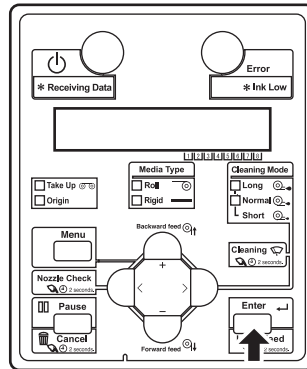 Error
* Receiving Data
* Ink Low
1 2 3 4 5 6 7 8
Media Type
Cleaning Mode
Take Up
Origin
Roll
Rigid
Long
Normal
Short
Menu
Backward feed
Cleaning
2 seconds.
Nozzle Check
2 seconds.
+
< >
−
Pause
Enter
Cancel
2 seconds.
Forward feed